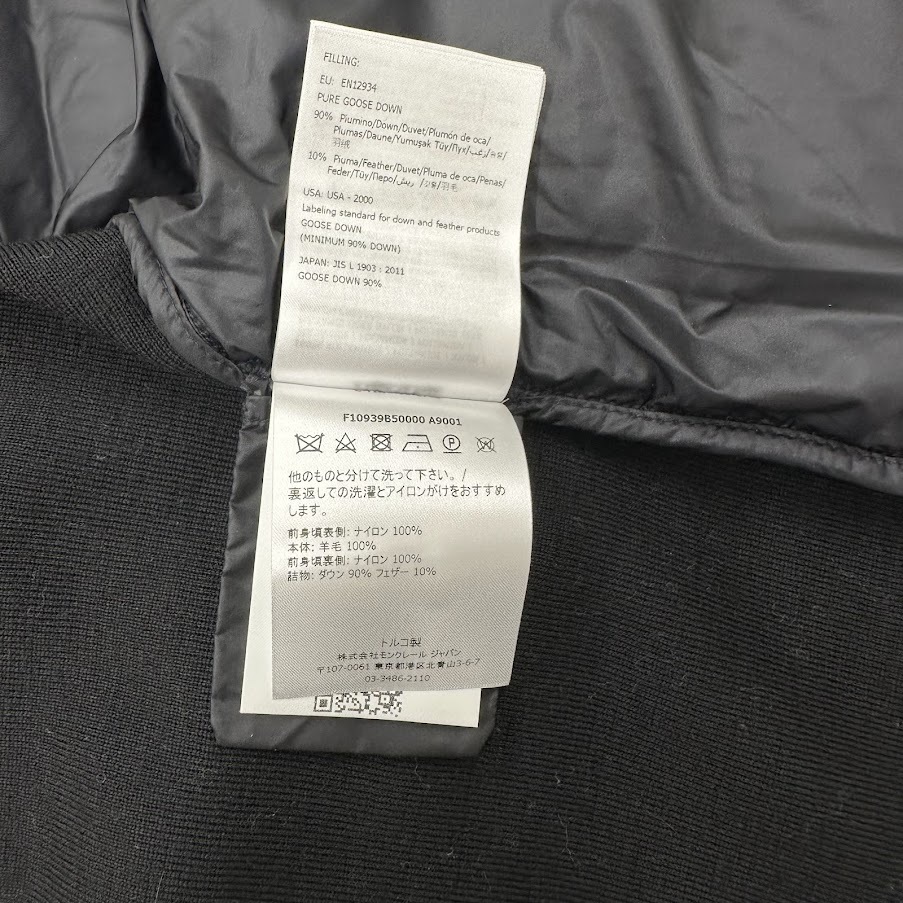 FILLING:
EU: EN12934
PURE GOOSE DOWN
90% Piumino/Down/Duvet/Plumón de oca/
Plumas/Daune/Yumuşak Tüy/Пух/زغب/
羽绒
10% Piuma/Feather/Duvet/Pluma de oca/Penas/
Feder/Tüy/Перо/ریش/깃털/羽毛
USA: USA - 2000
Labeling standard for down and feather products
GOOSE DOWN
(MINIMUM 90% DOWN)
JAPAN: JIS L 1903 : 2011
GOOSE DOWN 90%
F10939B50000 A9001
P
他のものと分けて洗って下さい。/
裏返しての洗濯とアイロンがけをおすすめ
します。
前身頃表側: ナイロン 100%
本体: 羊毛 100%
前身頃裏側: ナイロン 100%
詰物: ダウン 90% フェザー 10%
トルコ製
株式会社モンクレール ジャパン
〒107-0061 東京都港区北青山3-6-7
03-3486-2110